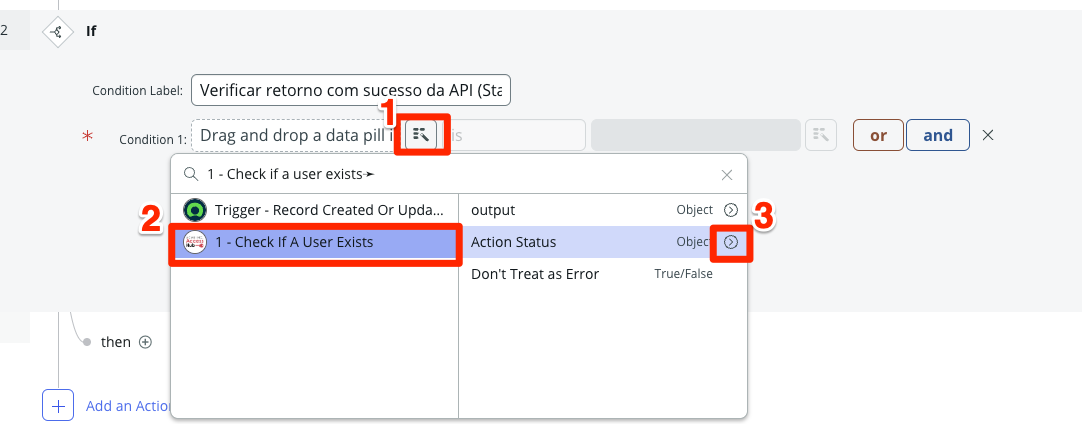 2
If
Condition Label:
Verificar retorno com sucesso da API (Sta
1
* Condition 1:
Drag and drop a data pill
is
or
and
1 - Check if a user exists➛
2
Trigger - Record Created Or Upda...
output
Object
3
1 - Check If A User Exists
Action Status
Object
Don't Treat as Error
True/False
then
Add an Actio